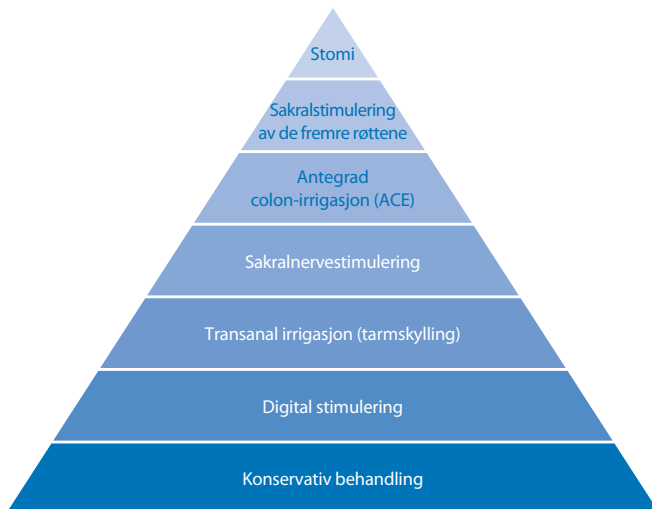 Stomi
Sakralstimulering
av de fremre røttene
Antegrad
colon-irrigasjon (ACE)
Sakralnervestimulering
Transanal irrigasjon (tarmskylling)
Digital stimulering
Konservativ behandling